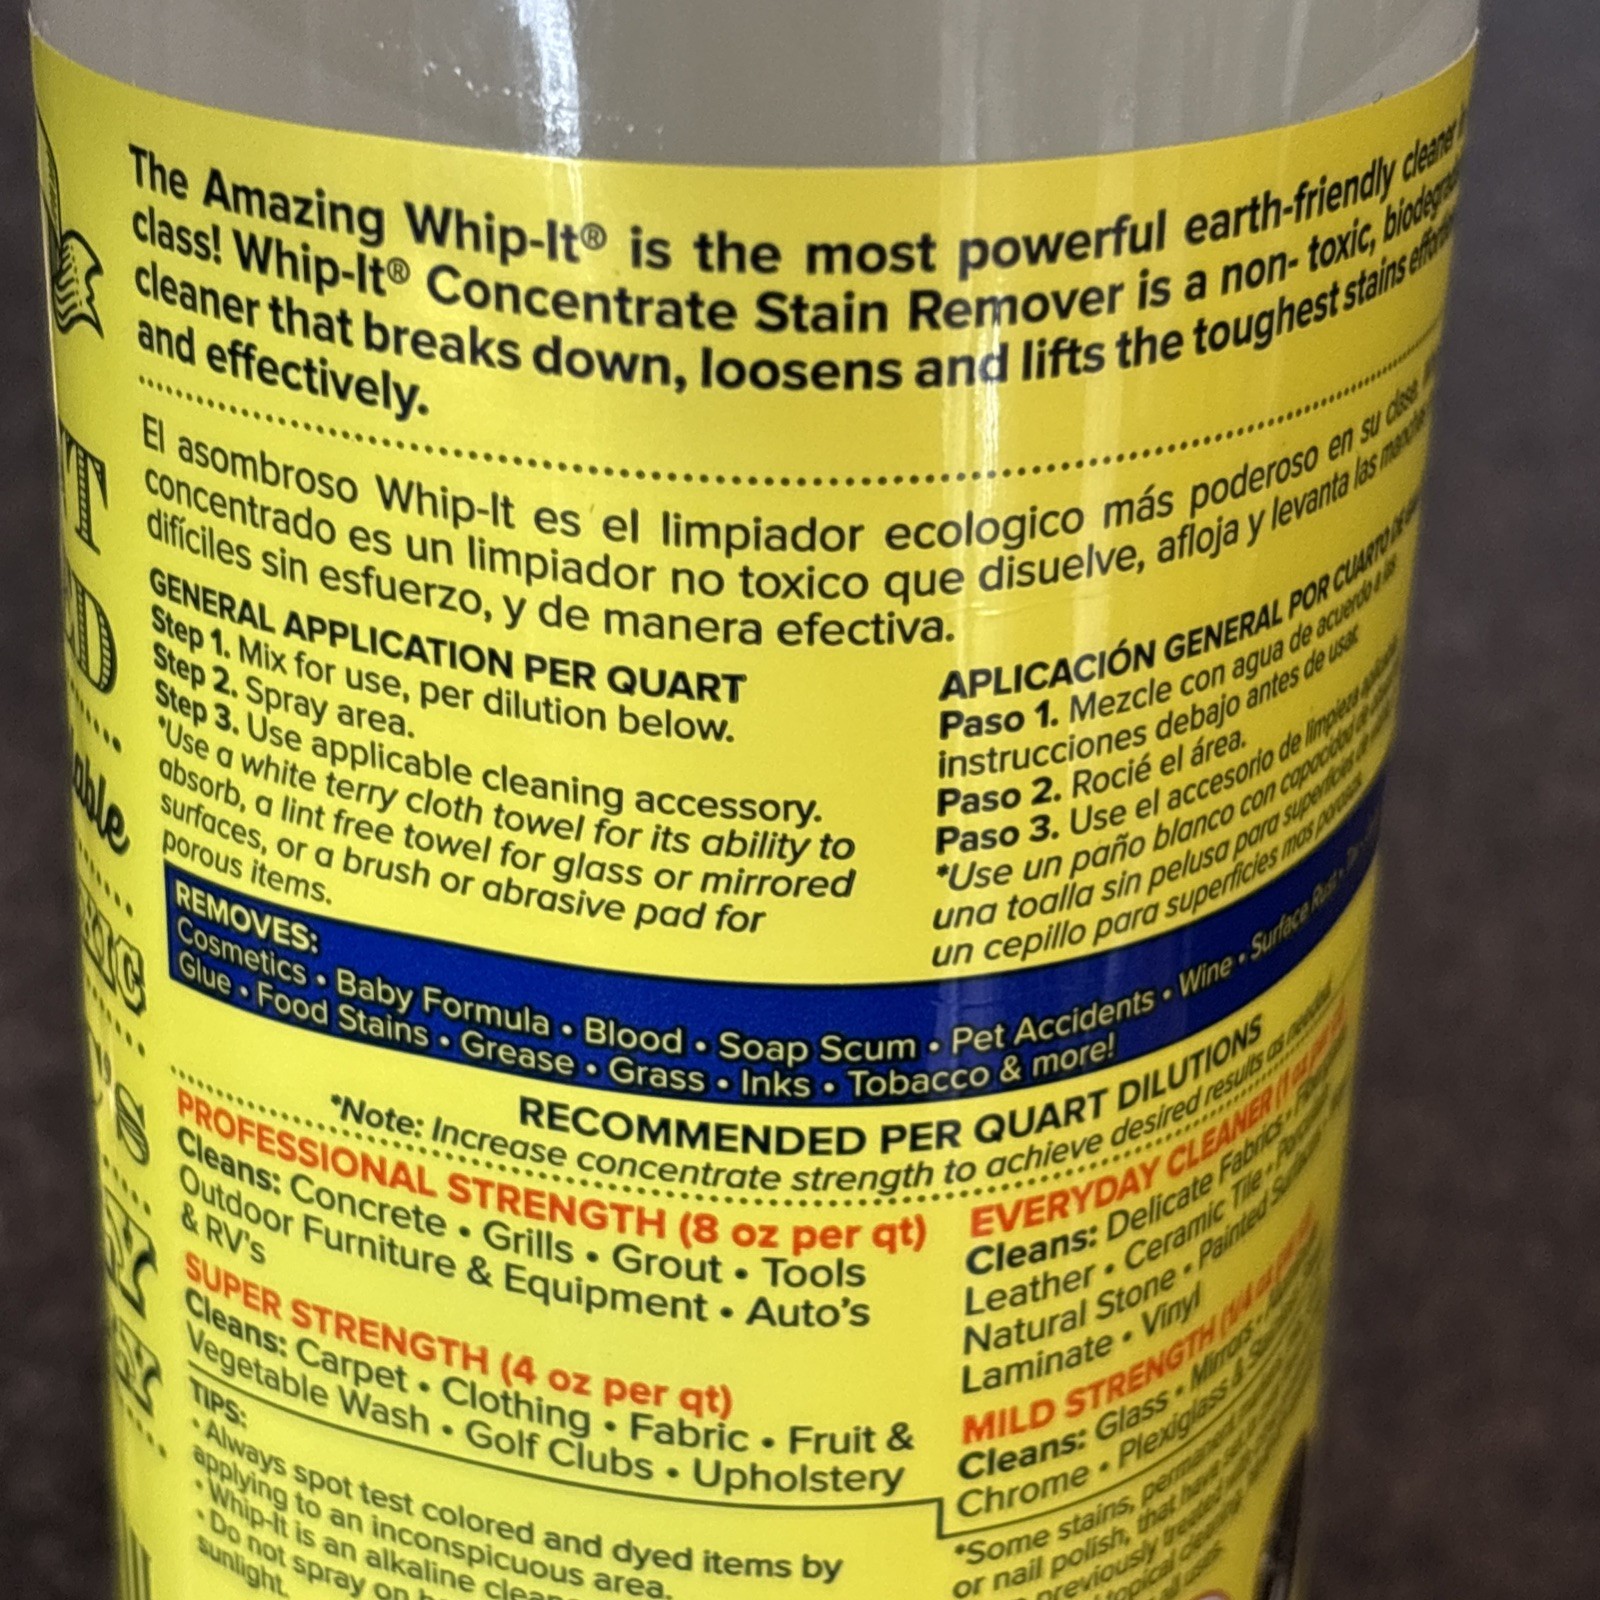 The Amazing Whip-It® is the most powerful earth-friendly cleaner
class! Whip-It® Concentrate Stain Remover is a non- toxic,
cleaner that breaks down, loosens and lifts the toughest stains
and effectively.
El asombroso Whip-It es el limpiador ecologico más poderoso en su clase.
concentrado es un limpiador no toxico que disuelve, afloja y levanta las
difíciles sin esfuerzo, y de manera efectiva.
GENERAL APPLICATION PER QUART
Step 1. Mix for use, per dilution below.
Step 2. Spray area.
Step 3. Use applicable cleaning accessory.
*Use a white terry cloth towel for its ability to
absorb, a lint free towel for glass or mirrored
surfaces, or a brush or abrasive pad for
porous items.
APLICACIÓN GENERAL POR CUARTO DE
Paso 1. Mezcle con agua de acuerdo a las
instrucciones debajo antes de usar.
Paso 2. Rocié el área.
Paso 3. Use el accesorio de limpieza
*Use un paño blanco con capacidad de
una toalla sin pelusa para superficies de
un cepillo para superficies mas porosas.
REMOVES:
Cosmetics • Baby Formula • Blood • Soap Scum • Pet Accidents • Wine • Surface Rust •
Glue • Food Stains • Grease • Grass • Inks • Tobacco & more!
RECOMMENDED PER QUART DILUTIONS
*Note: Increase concentrate strength to achieve desired results as needed.
PROFESSIONAL STRENGTH (8 oz per qt)
Cleans: Concrete • Grills • Grout • Tools
Outdoor Furniture & Equipment • Auto's
& RV's
SUPER STRENGTH (4 oz per qt)
Cleans: Carpet • Clothing • Fabric • Fruit &
Vegetable Wash • Golf Clubs • Upholstery
EVERYDAY CLEANER
Cleans: Delicate Fabrics •
Leather • Ceramic Tile •
Natural Stone • Painted
Laminate • Vinyl
MILD STRENGTH
Cleans: Glass • Mirrors •
Chrome • Plexiglass &
TIPS:
• Always spot test colored and dyed items by
applying to an inconspicuous area.
• Whip-It is an alkaline
• Do not spray on
sunlight.
*Some stains,
or nail polish, that have
previously treated